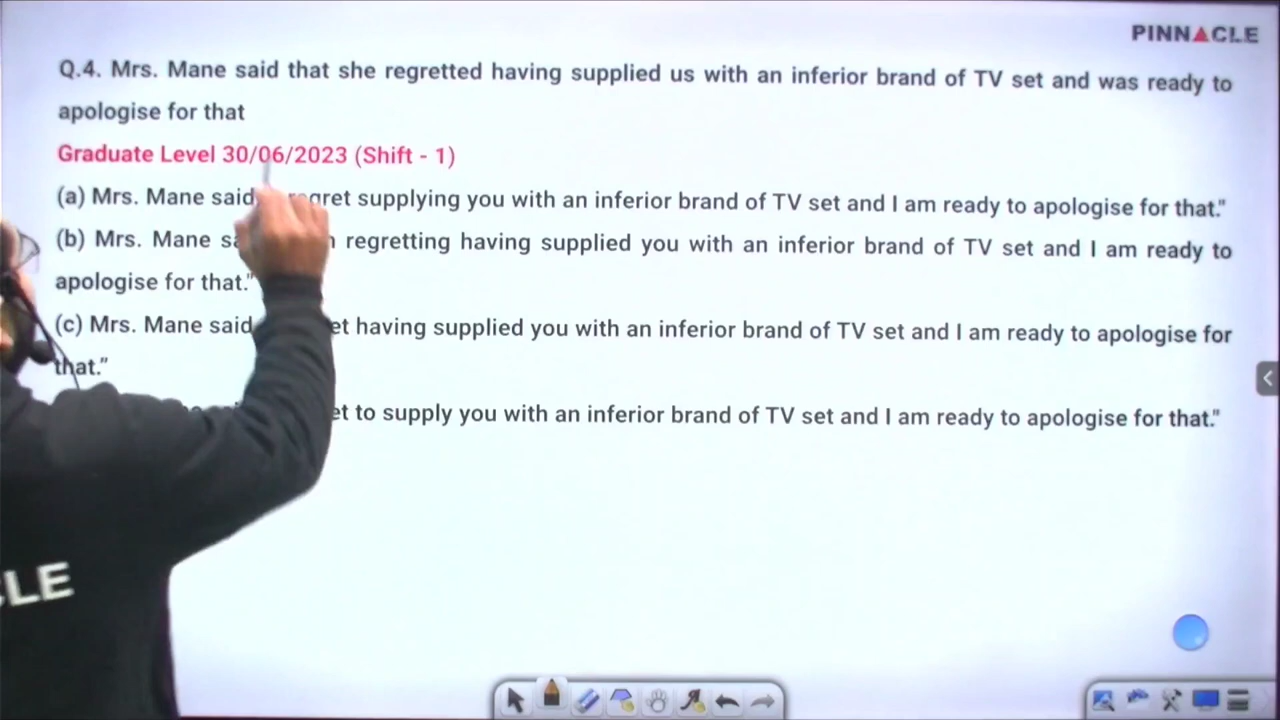 PINNACLE
Q.4. Mrs. Mane said that she regretted having supplied us with an inferior brand of TV set and was ready to
apologise for that
Graduate Level 30/06/2023 (Shift - 1)
(a) Mrs. Mane said supplying you with an inferior brand of TV set and I am ready to apologise for that."
(b) Mrs. Mane regretting having supplied you with an inferior brand of TV set and I am ready to
apologise for that."
(c) Mrs. Mane said having supplied you with an inferior brand of TV set and I am ready to apologise for
that."
to supply you with an inferior brand of TV set and I am ready to apologise for that."
LE